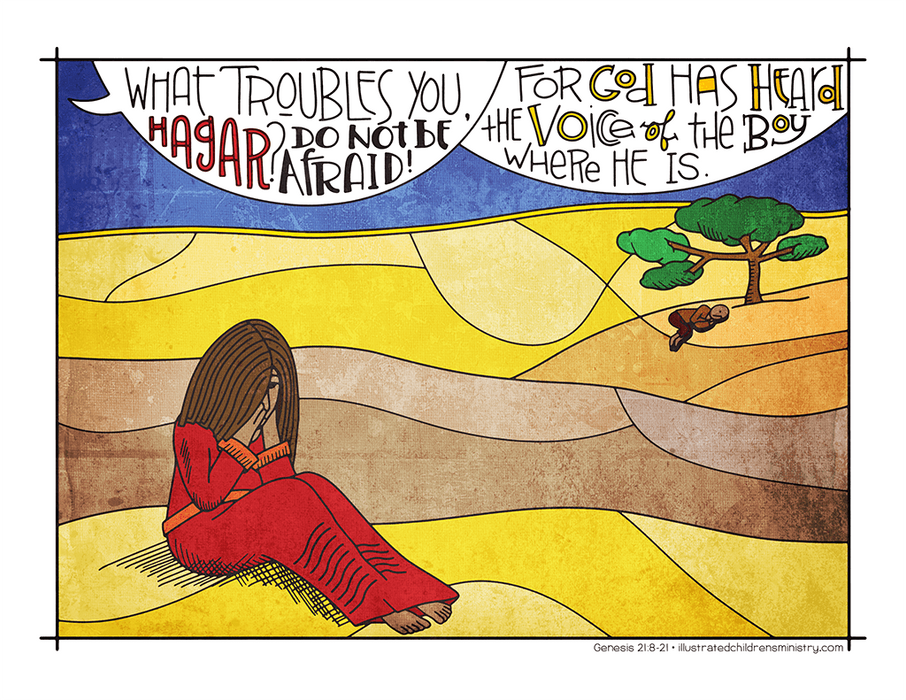 WHAT TROUBLES YOU,
HAGAR? DO NOT BE
AFRAID!
FOR GOD HAS HEARD
THE VOICE of the BOY
WHERE HE IS.
Genesis 21:8-21 • illustratedchildrensministry.com